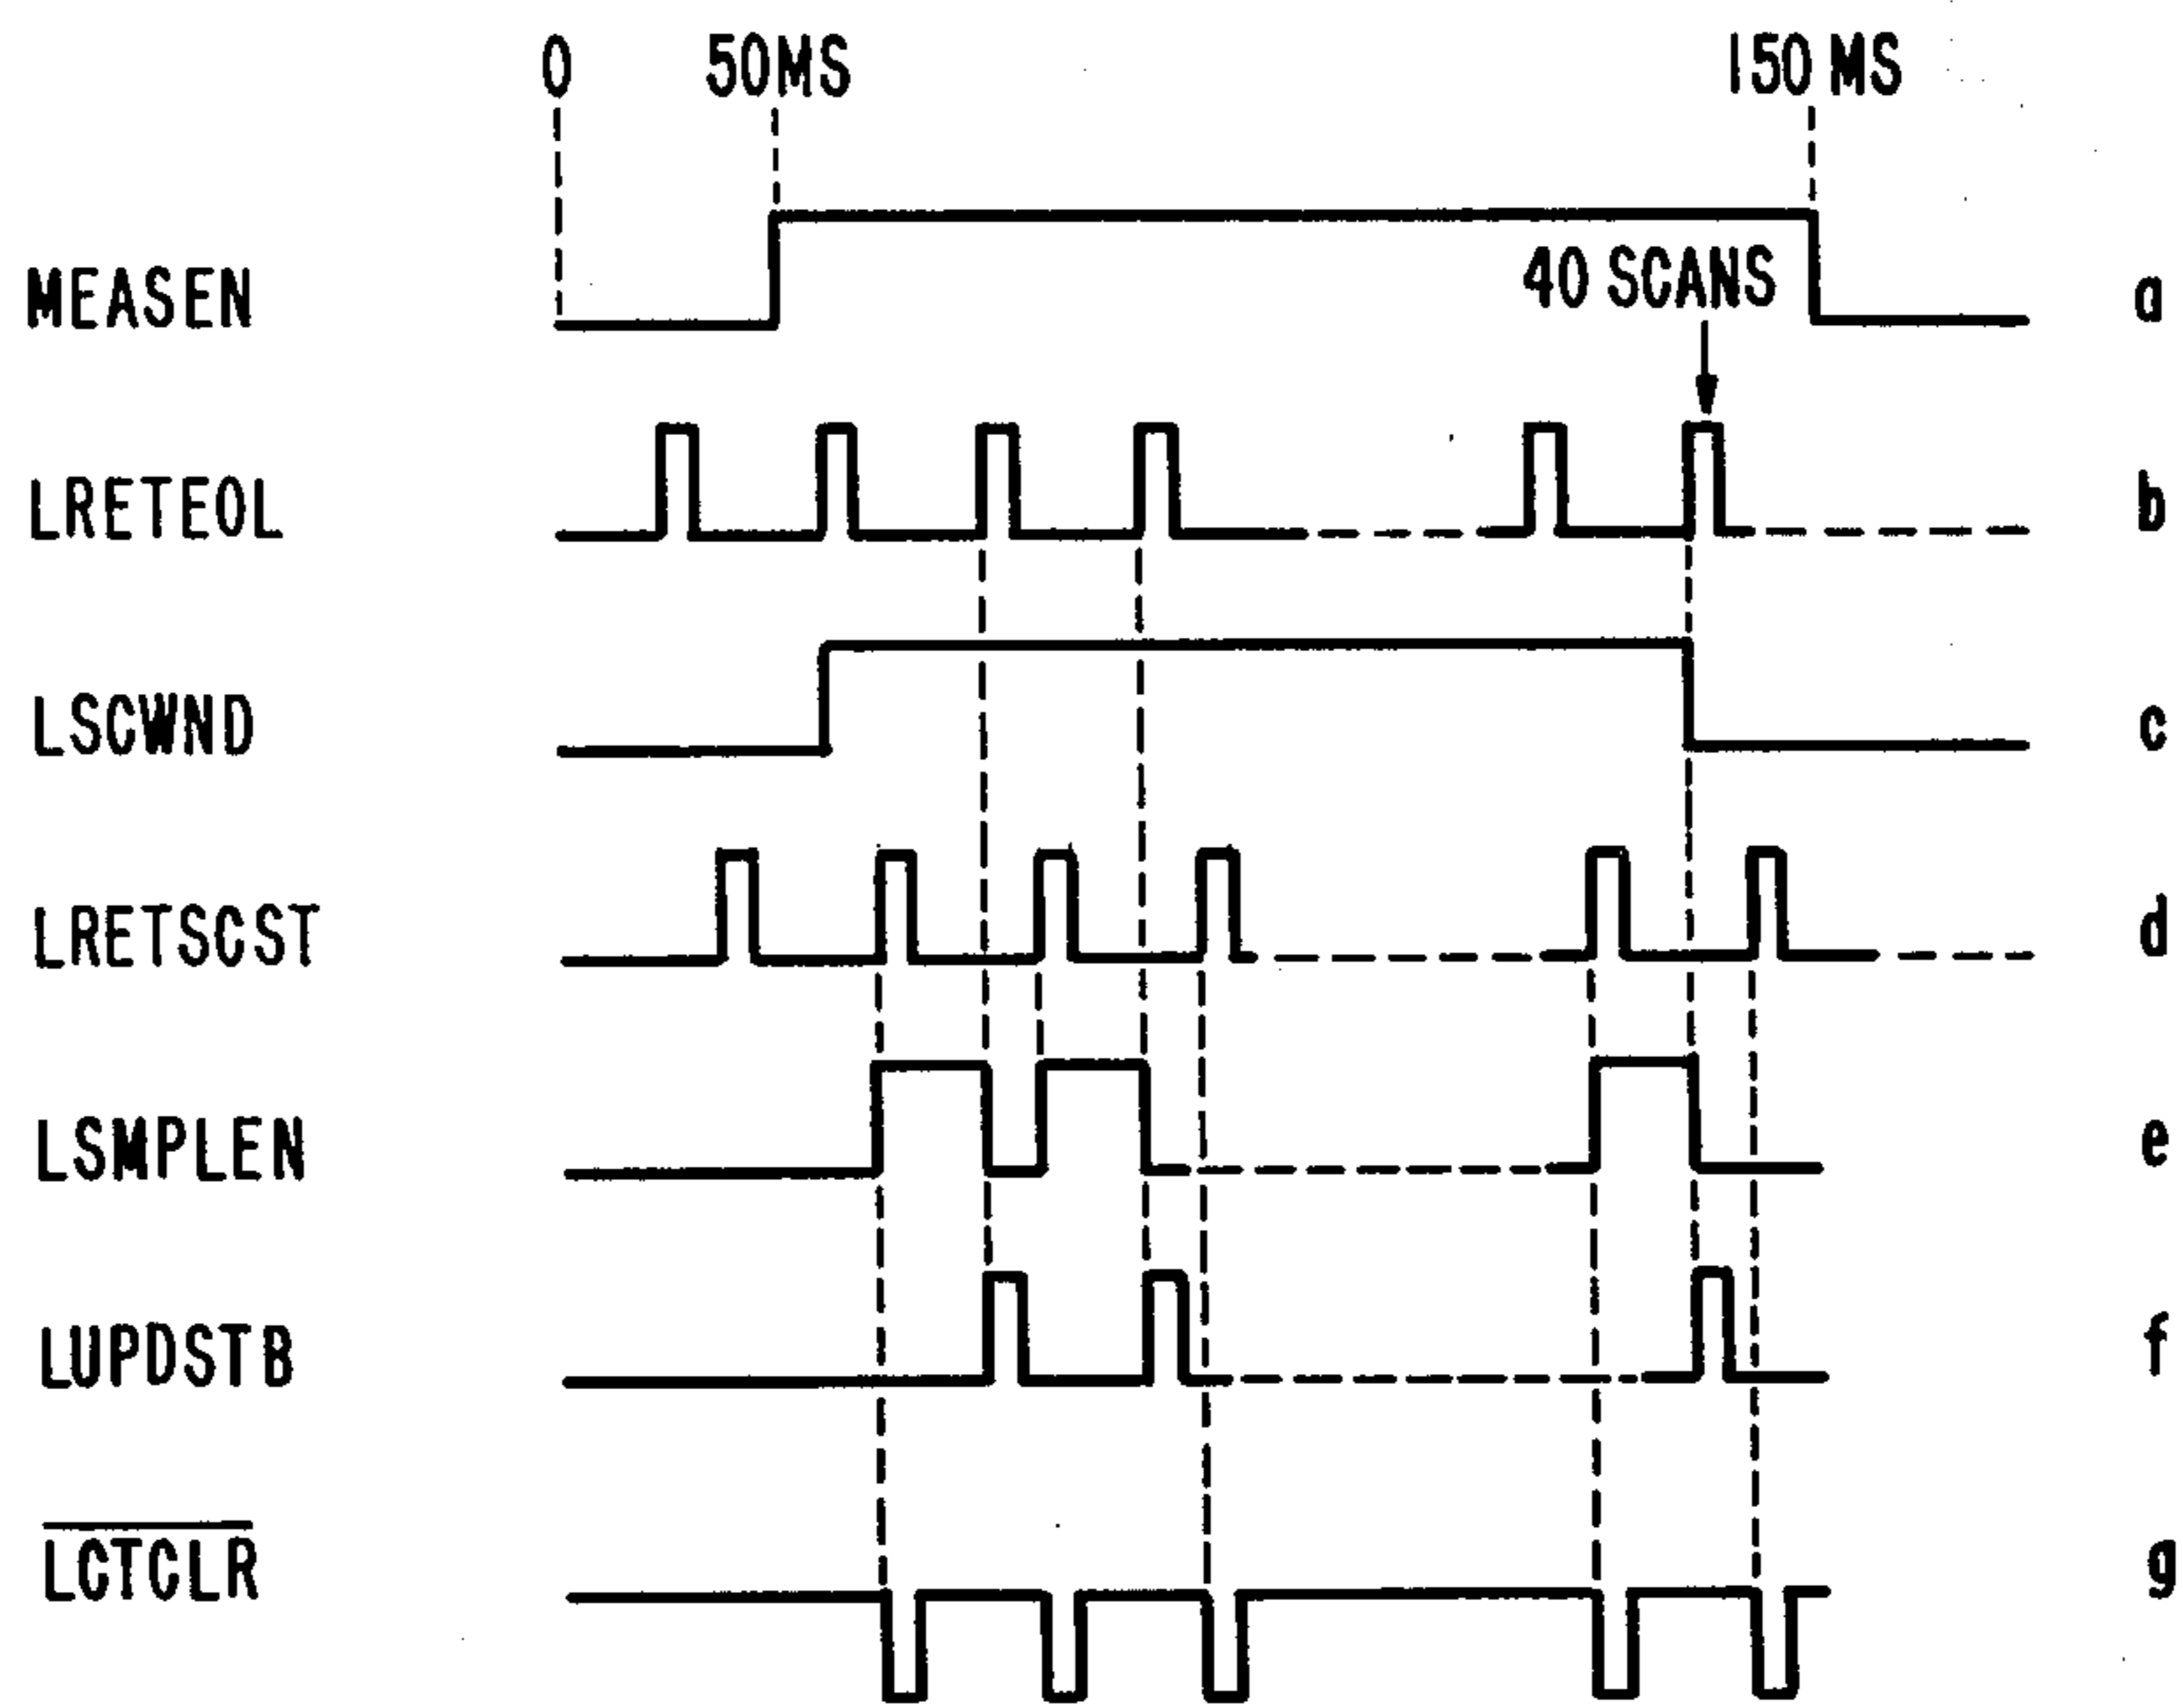 0 50MS 150 MS
MEASEN 40 SCANS a
LRETEOL b
LSCWND c
LRETSCST d
LSMPLEN e
LUPDSTB f
LCTCLR g